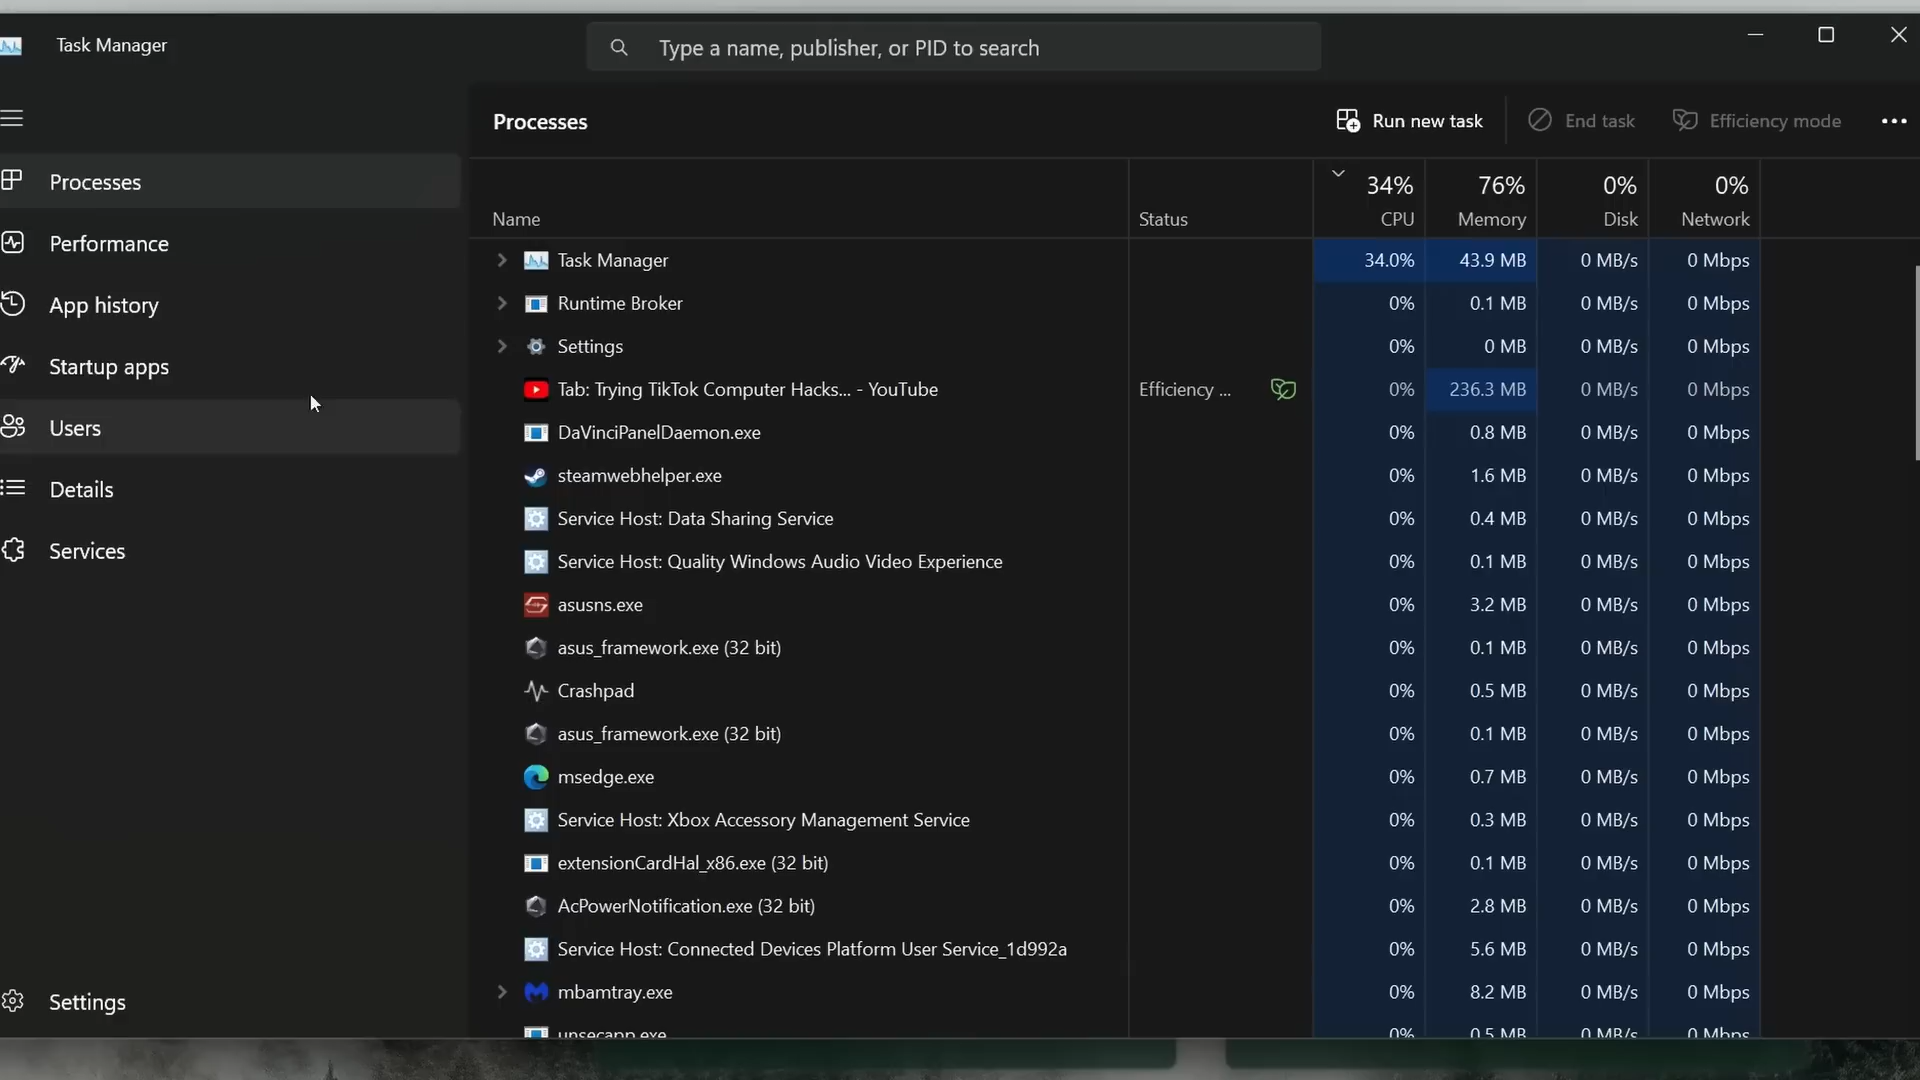 Task Manager
Type a name, publisher, or PID to search
Processes
Run new task
End task
Efficiency mode
Processes
Performance
App history
Startup apps
Users
Details
Services
Settings
34% 76% 0% 0%
Name Status CPU Memory Disk Network
Task Manager 34.0% 43.9 MB 0 MB/s 0 Mbps
Runtime Broker 0% 0.1 MB 0 MB/s 0 Mbps
Settings 0% 0 MB 0 MB/s 0 Mbps
Tab: Trying TikTok Computer Hacks... - YouTube Efficiency ... 0% 236.3 MB 0 MB/s 0 Mbps
DaVinciPanelDaemon.exe 0% 0.8 MB 0 MB/s 0 Mbps
steamwebhelper.exe 0% 1.6 MB 0 MB/s 0 Mbps
Service Host: Data Sharing Service 0% 0.4 MB 0 MB/s 0 Mbps
Service Host: Quality Windows Audio Video Experience 0% 0.1 MB 0 MB/s 0 Mbps
asusns.exe 0% 3.2 MB 0 MB/s 0 Mbps
asus_framework.exe (32 bit) 0% 0.1 MB 0 MB/s 0 Mbps
Crashpad 0% 0.5 MB 0 MB/s 0 Mbps
asus_framework.exe (32 bit) 0% 0.1 MB 0 MB/s 0 Mbps
msedge.exe 0% 0.7 MB 0 MB/s 0 Mbps
Service Host: Xbox Accessory Management Service 0% 0.3 MB 0 MB/s 0 Mbps
extensionCardHal_x86.exe (32 bit) 0% 0.1 MB 0 MB/s 0 Mbps
AcPowerNotification.exe (32 bit) 0% 2.8 MB 0 MB/s 0 Mbps
Service Host: Connected Devices Platform User Service_1d992a 0% 5.6 MB 0 MB/s 0 Mbps
mbamtray.exe 0% 8.2 MB 0 MB/s 0 Mbps
unsecapp.exe 0% 0.5 MB 0 MB/s 0 Mbps